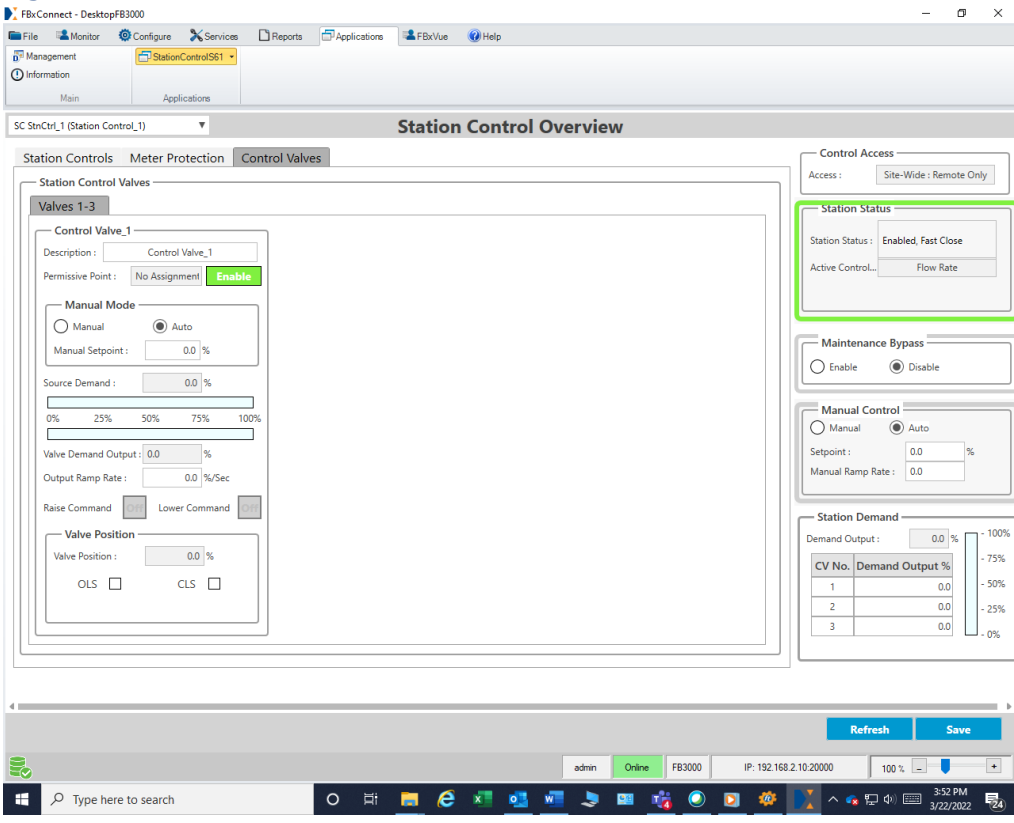 FBxConnect - DesktopFB3000
File Monitor Configure Services Reports Applications FBxVue Help
Management StationControlS61
Information
Main Applications
SC StnCtrl_1 (Station Control_1)
Station Control Overview
Station Controls Meter Protection Control Valves
Station Control Valves
Valves 1-3
Control Valve_1
Description : Control Valve_1
Permissive Point : No Assignment Enable
Manual Mode
Manual Auto
Manual Setpoint : 0.0 %
Source Demand : 0.0 %
0% 25% 50% 75% 100%
Valve Demand Output : 0.0 %
Output Ramp Rate : 0.0 %/Sec
Raise Command Off Lower Command Off
Valve Position
Valve Position : 0.0 %
OLS CLS
Control Access
Access : Site-Wide : Remote Only
Station Status
Station Status : Enabled, Fast Close
Active Control... Flow Rate
Maintenance Bypass
Enable Disable
Manual Control
Manual Auto
Setpoint : 0.0 %
Manual Ramp Rate : 0.0
Station Demand
Demand Output : 0.0 %
- 100%
- 75%
- 50%
- 25%
- 0%
CV No. Demand Output %
1 0.0
2 0.0
3 0.0
Refresh Save
admin Online FB3000 IP: 192.168.2.10:20000 100 % - +
Type here to search
3:52 PM
3/22/2022
24